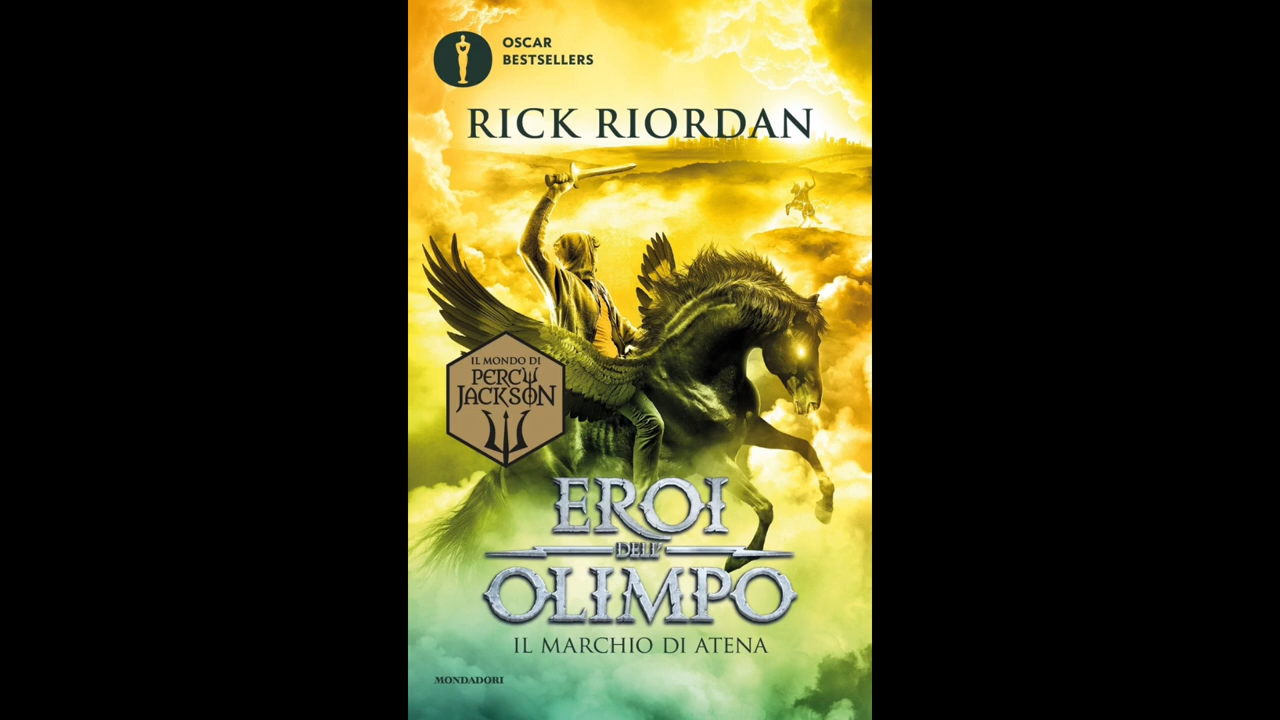 OSCAR
BESTSELLERS
RICK RIORDAN
IL MONDO DI
PERCY
JACKSON
EROI
DELL'
OLIMPO
IL MARCHIO DI ATENA
MONDADORI